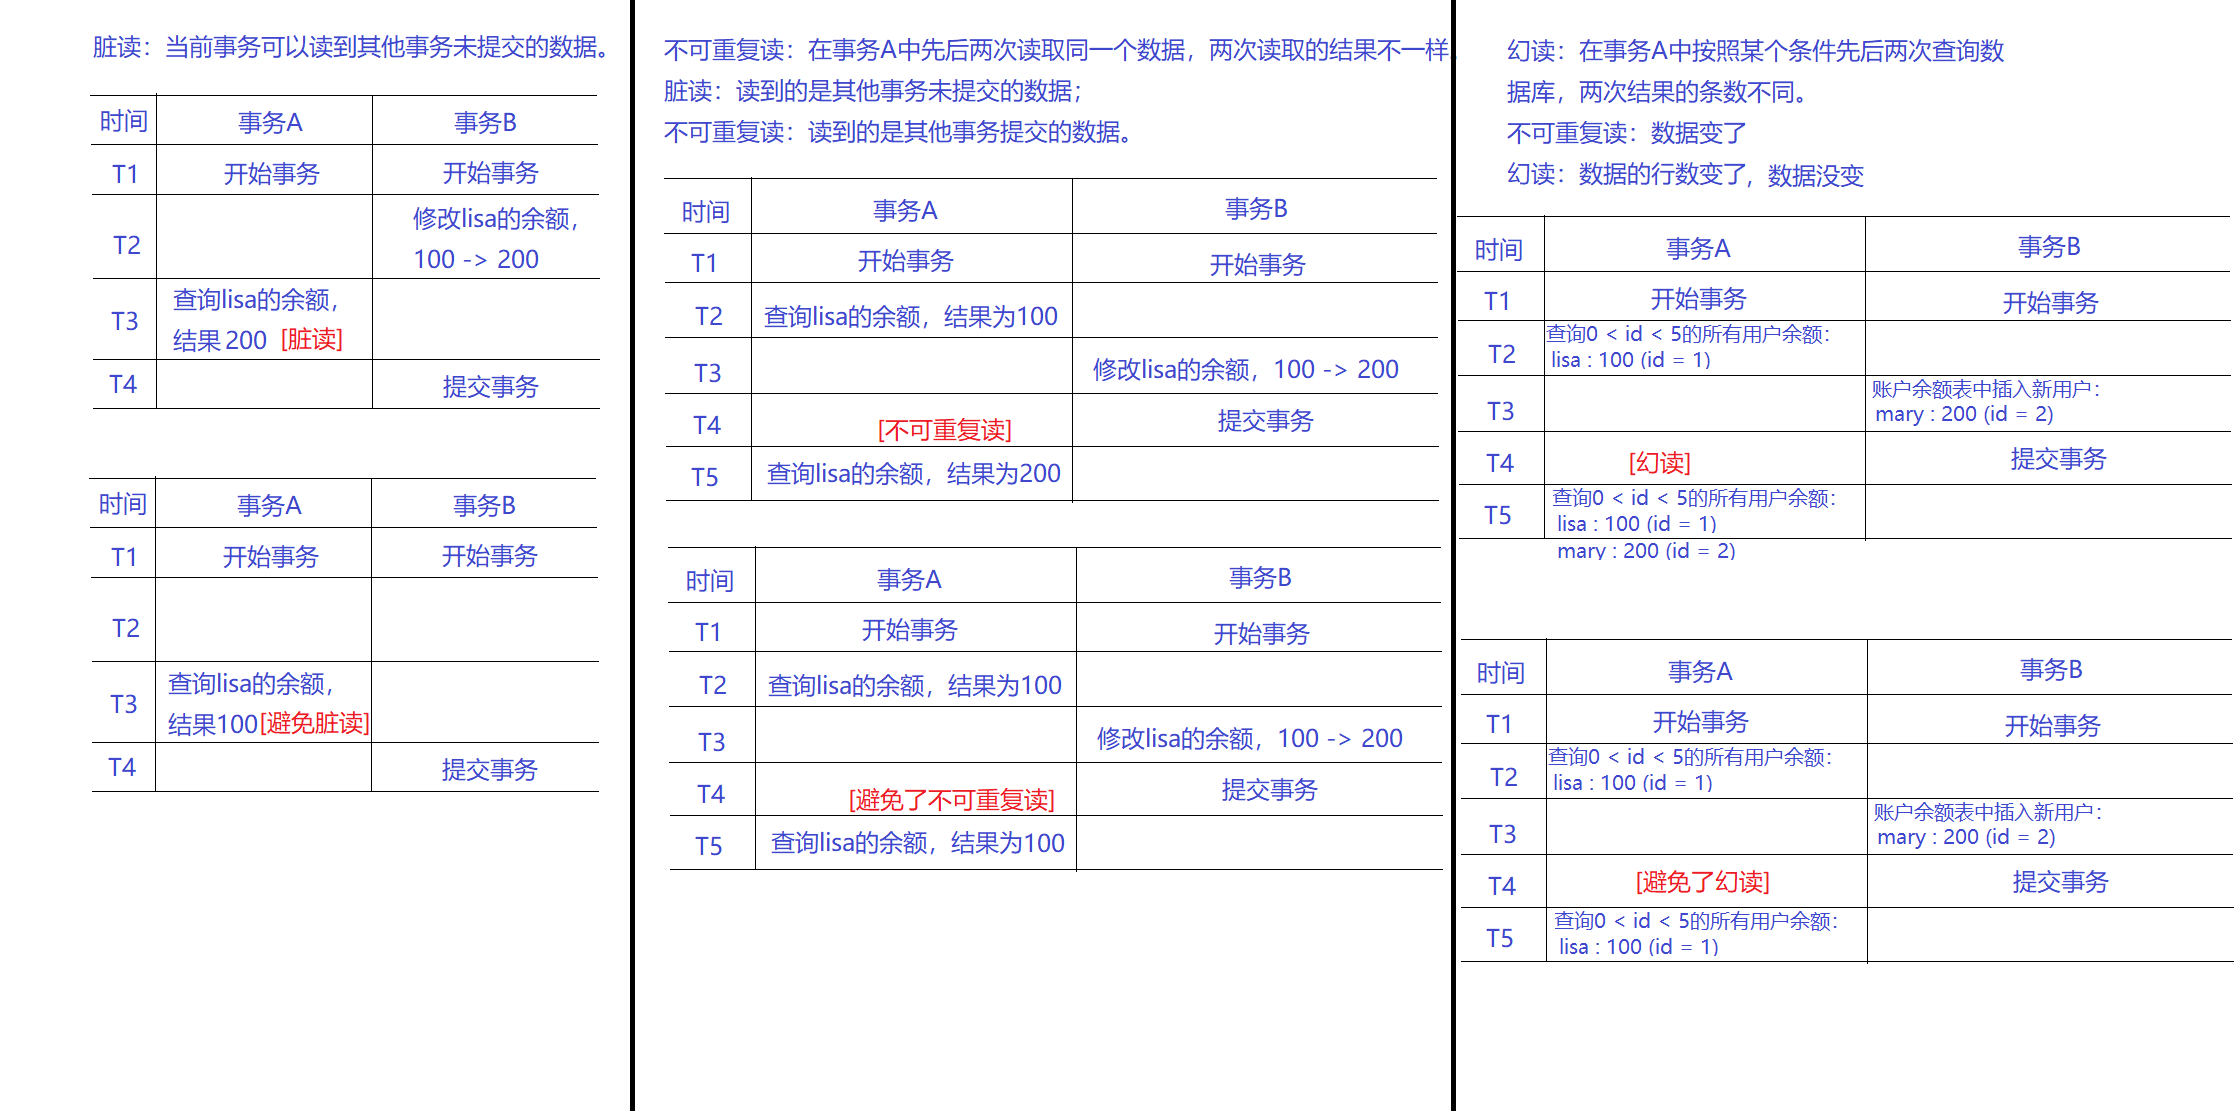 脏读：当前事务可以读到其他事务未提交的数据。
时间 事务A 事务B
T1 开始事务 开始事务
T2 修改lisa的余额，
100 -> 200
T3 查询lisa的余额，
结果 200 [脏读]
T4 提交事务
时间 事务A 事务B
T1 开始事务 开始事务
T2
T3 查询lisa的余额，
结果100[避免脏读]
T4 提交事务
不可重复读：在事务A中先后两次读取同一个数据，两次读取的结果不一样.
脏读：读到的是其他事务未提交的数据；
不可重复读：读到的是其他事务提交的数据。
时间 事务A 事务B
T1 开始事务 开始事务
T2 查询lisa的余额，结果为100
T3 修改lisa的余额，100 -> 200
T4 [不可重复读] 提交事务
T5 查询lisa的余额，结果为200
时间 事务A 事务B
T1 开始事务 开始事务
T2 查询lisa的余额，结果为100
T3 修改lisa的余额，100 -> 200
T4 [避免了不可重复读] 提交事务
T5 查询lisa的余额，结果为100
幻读：在事务A中按照某个条件先后两次查询数
据库，两次结果的条数不同。
不可重复读：数据变了
幻读：数据的行数变了，数据没变
时间 事务A 事务B
T1 开始事务 开始事务
T2 查询0 < id < 5的所有用户余额：
lisa : 100 (id = 1)
T3 账户余额表中插入新用户：
mary : 200 (id = 2)
T4 [幻读] 提交事务
T5 查询0 < id < 5的所有用户余额：
lisa : 100 (id = 1)
mary : 200 (id = 2)
时间 事务A 事务B
T1 开始事务 开始事务
T2 查询0 < id < 5的所有用户余额：
lisa : 100 (id = 1)
T3 账户余额表中插入新用户：
mary : 200 (id = 2)
T4 [避免了幻读] 提交事务
T5 查询0 < id < 5的所有用户余额：
lisa : 100 (id = 1)